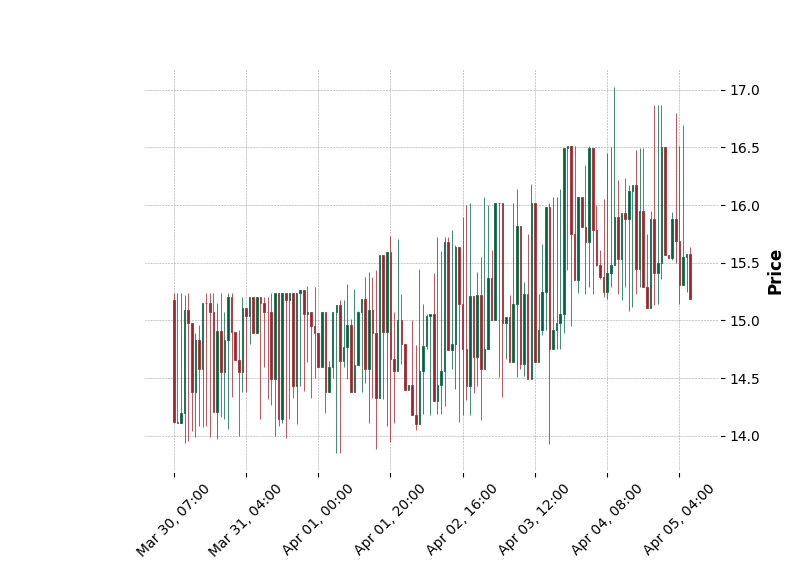 17.0
16.5
16.0
15.5
15.0
14.5
14.0
Price
Mar 30, 07:00
Mar 31, 04:00
Apr 01, 00:00
Apr 01, 20:00
Apr 02, 16:00
Apr 03, 12:00
Apr 04, 08:00
Apr 05, 04:00